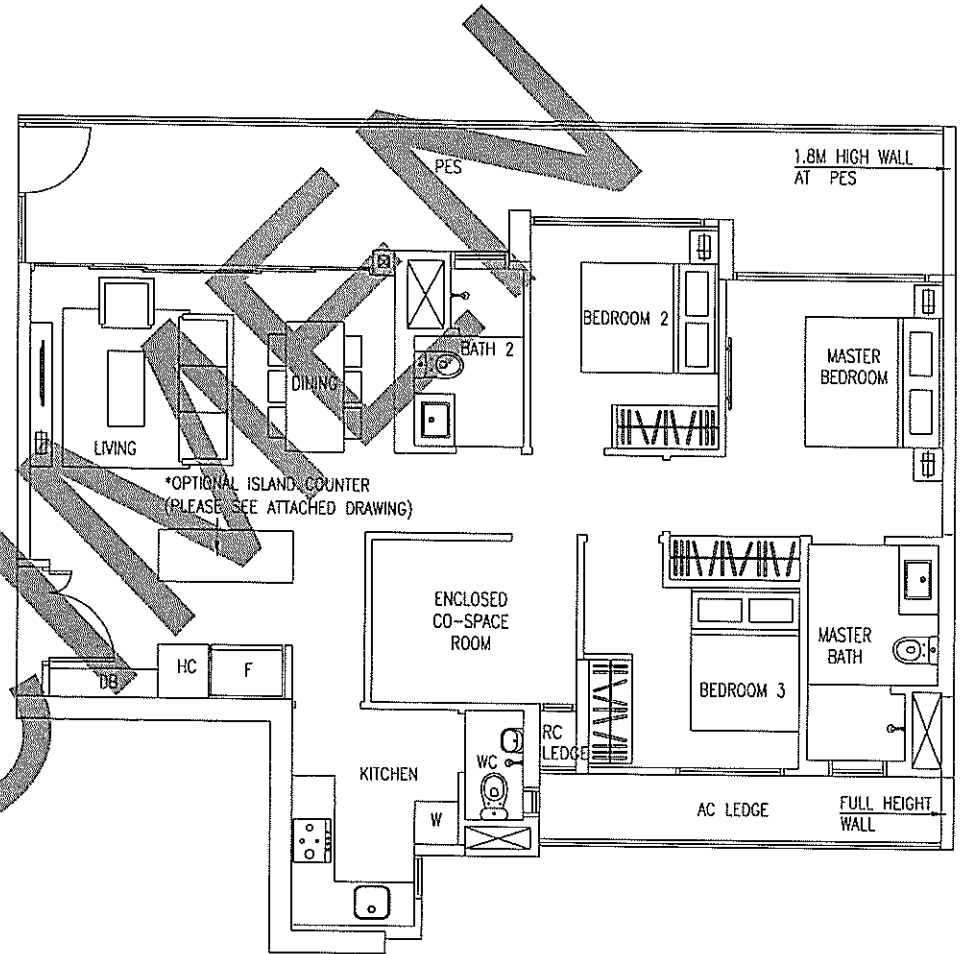 PES
1.8M HIGH WALL
AT PES
BEDROOM 2
BATH 2
MASTER
BEDROOM
DINING
LIVING
*OPTIONAL ISLAND COUNTER
(PLEASE SEE ATTACHED DRAWING)
ENCLOSED
CO-SPACE
ROOM
MASTER
BATH
HC
F
DB
BEDROOM 3
RC
LEDGE
WC
KITCHEN
W
AC LEDGE
FULL HEIGHT
WALL